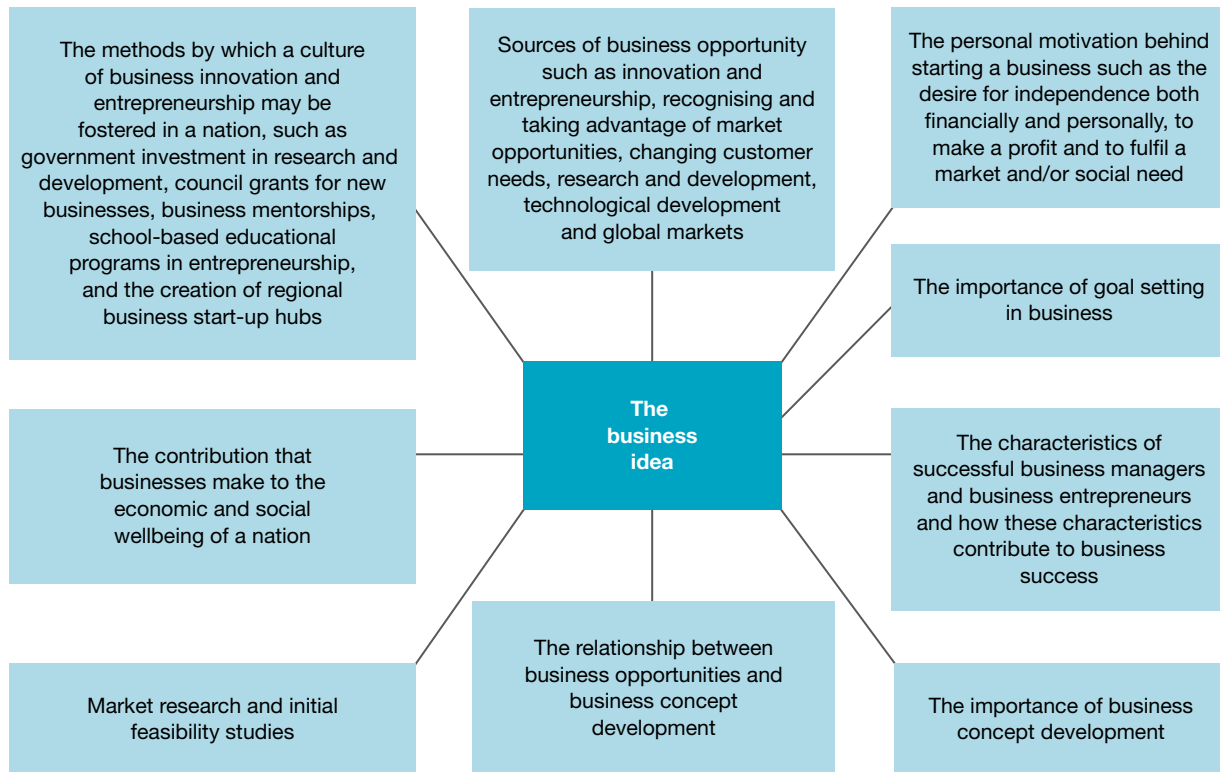 The methods by which a culture
of business innovation and
entrepreneurship may be
fostered in a nation, such as
government investment in research and
development, council grants for new
businesses, business mentorships,
school-based educational
programs in entrepreneurship,
and the creation of regional
business start-up hubs
Sources of business opportunity
such as innovation and
entrepreneurship, recognising and
taking advantage of market
opportunities, changing customer
needs, research and development,
technological development
and global markets
The personal motivation behind
starting a business such as the
desire for independence both
financially and personally, to
make a profit and to fulfil a
market and/or social need
The importance of goal setting
in business
The
business
idea
The contribution that
businesses make to the
economic and social
wellbeing of a nation
The characteristics of
successful business managers
and business entrepreneurs
and how these characteristics
contribute to business
success
Market research and initial
feasibility studies
The relationship between
business opportunities and
business concept
development
The importance of business
concept development